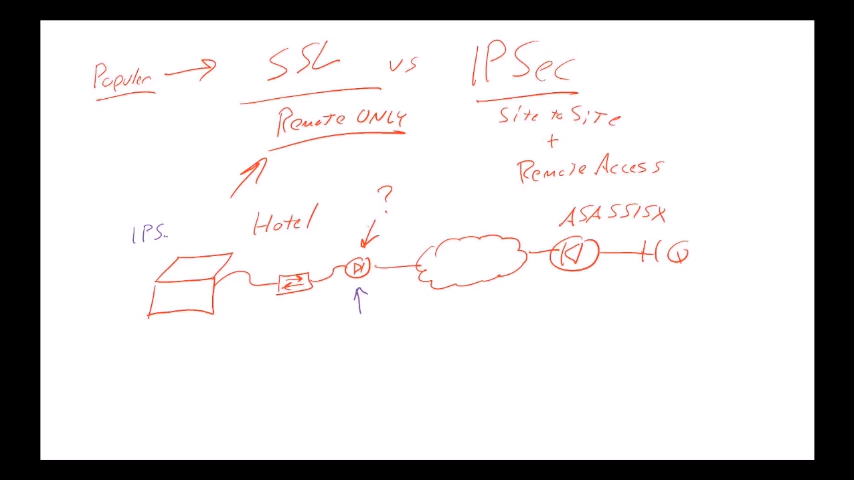 Popular → SSL vs IPSec
Remote ONLY
Site to Site
+
Remote Access
?
Hotel
ASA 5515X
IPS
HQ